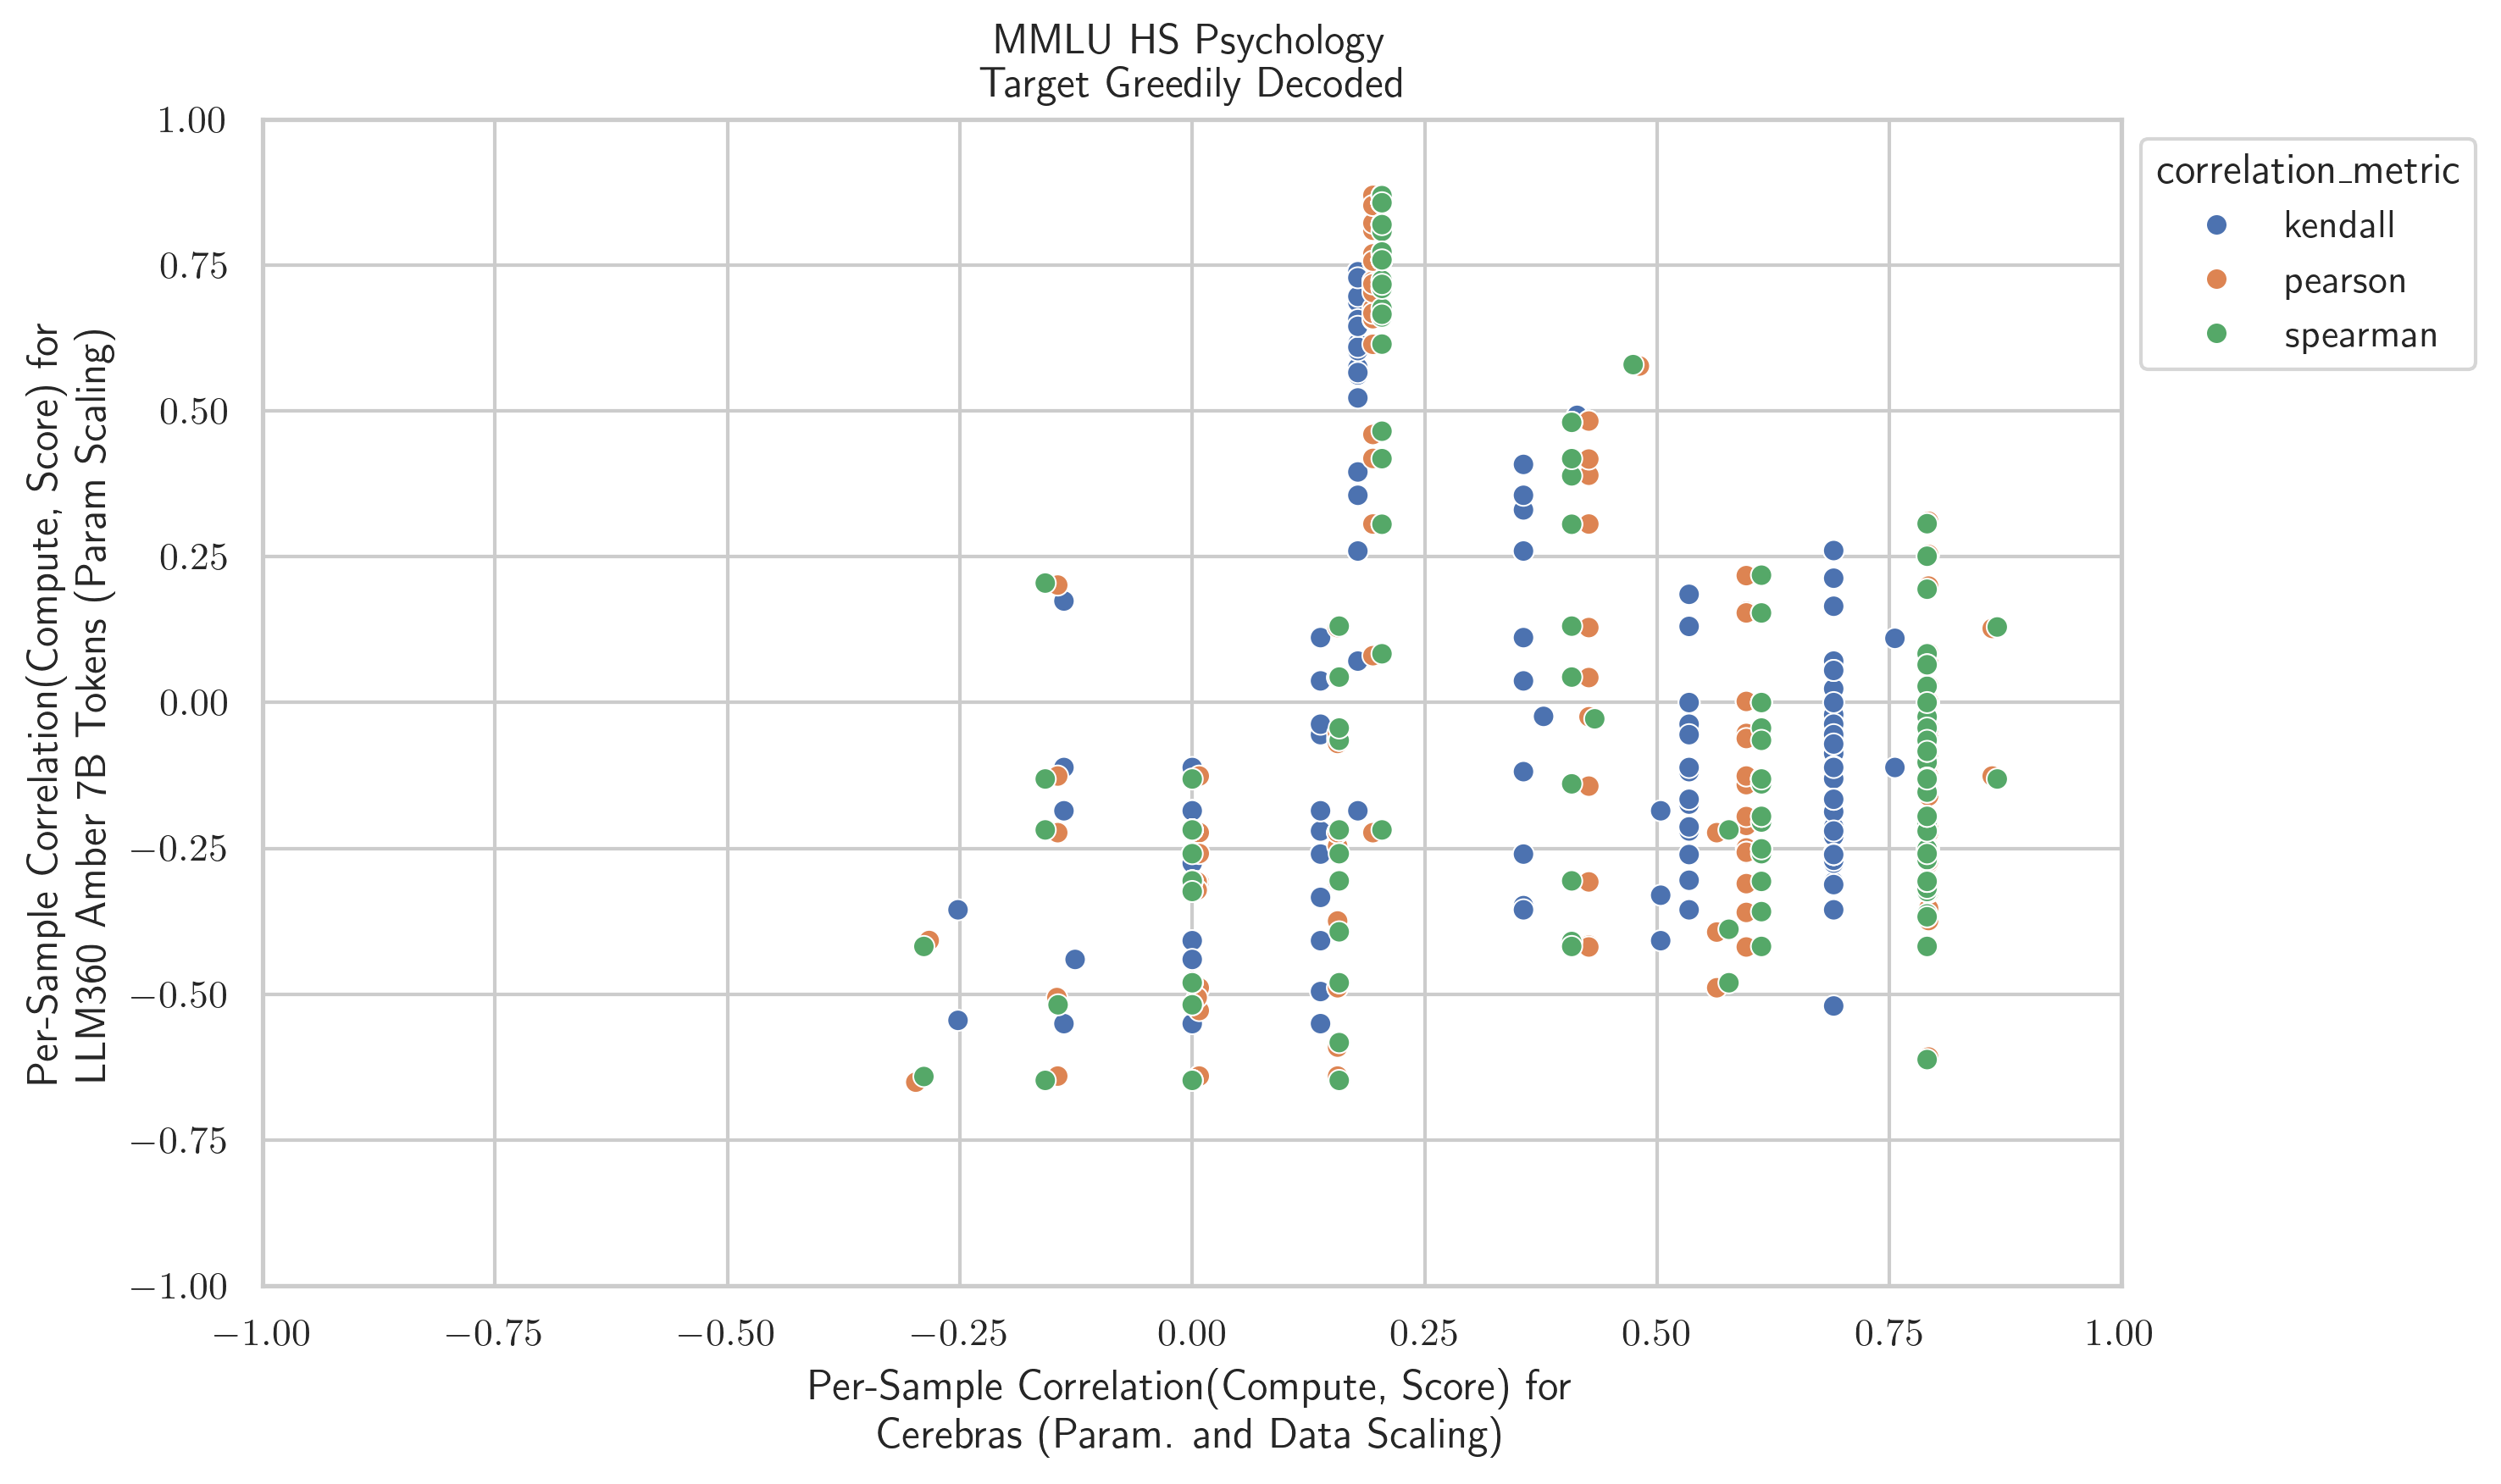 MMLU HS Psychology
Target Greedily Decoded
Per-Sample Correlation(Compute, Score) for
LLM360 Amber 7B Tokens (Param Scaling)
1.00
0.75
0.50
0.25
0.00
−0.25
−0.50
−0.75
−1.00
−1.00 −0.75 −0.50 −0.25 0.00 0.25 0.50 0.75 1.00
Per-Sample Correlation(Compute, Score) for
Cerebras (Param. and Data Scaling)
correlation_metric
kendall
pearson
spearman